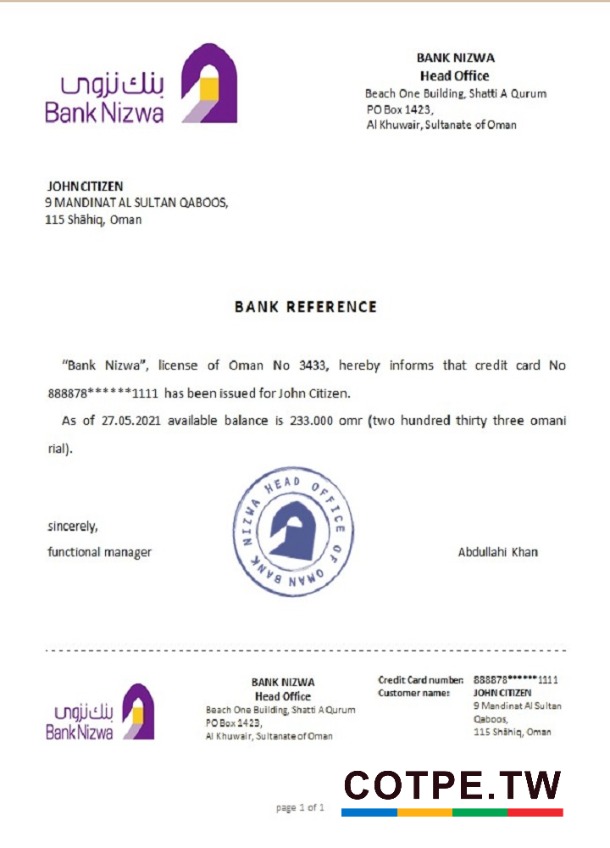 بنك نزوى
Bank Nizwa
BANK NIZWA
Head Office
Beach One Building, Shatti A Qurum
PO Box 1423,
Al Khuwair, Sultanate of Oman
JOHN CITIZEN
9 MANDINAT AL SULTAN QABOOS,
115 Shāhiq, Oman
BANK REFERENCE
“Bank Nizwa”, license of Oman No 3433, hereby informs that credit card No
888878******1111 has been issued for John Citizen.
As of 27.05.2021 available balance is 233.000 omr (two hundred thirty three omani
rial).
NIZWA HEAD OFFICE OF OMAN BANK
sincerely,
functional manager
Abdullahi Khan
بنك نزوى
Bank Nizwa
BANK NIZWA
Head Office
Beach One Building, Shatti A Qurum
PO Box 1423,
Al Khuwair, Sultanate of Oman
Credit Card number: 888878******1111
Customer name: JOHN CITIZEN
9 Mandinat Al Sultan
Qaboos,
115 Shāhiq, Oman
page 1 of 1
COTPE.TW